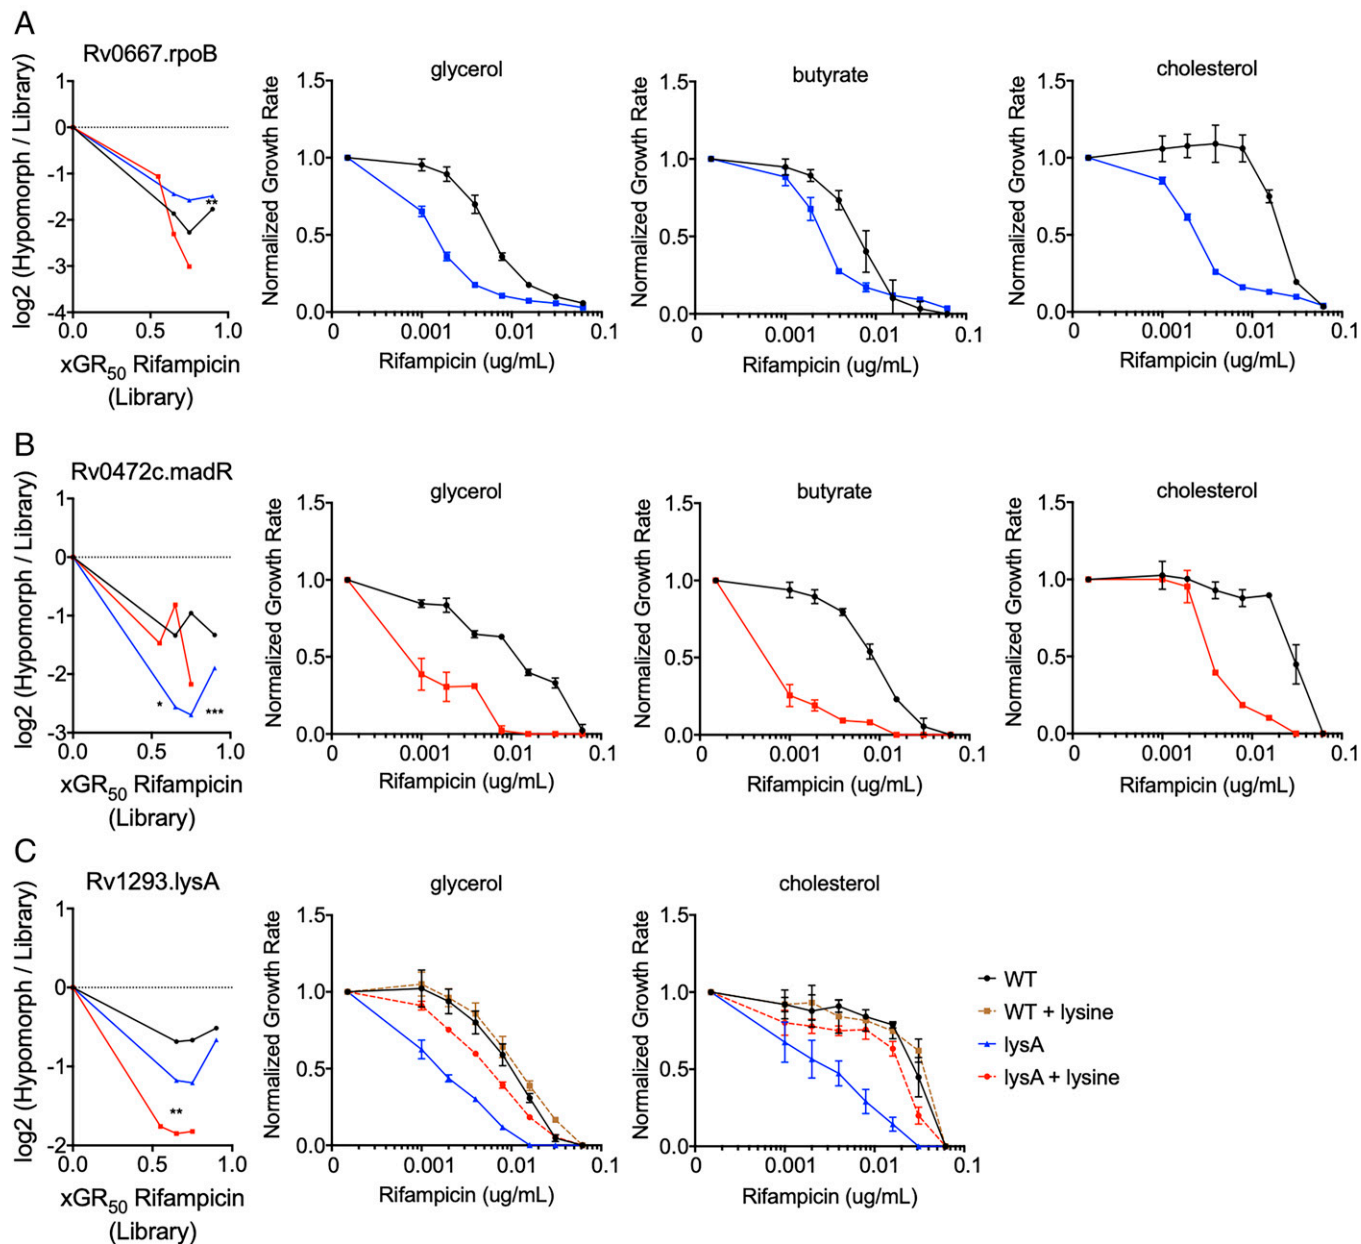 A
Rv0667.rpoB
log2 (Hypomorph / Library)
1
0
-1
-2
-3
-4
**
0.0
0.5
1.0
xGR50 Rifampicin
(Library)
glycerol
Normalized Growth Rate
1.5
1.0
0.5
0.0
0
0.001
0.01
0.1
Rifampicin (ug/mL)
butyrate
Normalized Growth Rate
1.5
1.0
0.5
0.0
0
0.001
0.01
0.1
Rifampicin (ug/mL)
cholesterol
Normalized Growth Rate
1.5
1.0
0.5
0.0
0
0.001
0.01
0.1
Rifampicin (ug/mL)
B
Rv0472c.madR
log2 (Hypomorph / Library)
1
0
-1
-2
-3
*
***
0.0
0.5
1.0
xGR50 Rifampicin
(Library)
glycerol
Normalized Growth Rate
1.5
1.0
0.5
0.0
0
0.001
0.01
0.1
Rifampicin (ug/mL)
butyrate
Normalized Growth Rate
1.5
1.0
0.5
0.0
0
0.001
0.01
0.1
Rifampicin (ug/mL)
cholesterol
Normalized Growth Rate
1.5
1.0
0.5
0.0
0
0.001
0.01
0.1
Rifampicin (ug/mL)
C
Rv1293.lysA
log2 (Hypomorph / Library)
1
0
-1
-2
**
0.0
0.5
1.0
xGR50 Rifampicin
(Library)
glycerol
Normalized Growth Rate
1.5
1.0
0.5
0.0
0
0.001
0.01
0.1
Rifampicin (ug/mL)
cholesterol
Normalized Growth Rate
1.5
1.0
0.5
0.0
0
0.001
0.01
0.1
Rifampicin (ug/mL)
WT
WT + lysine
lysA
lysA + lysine